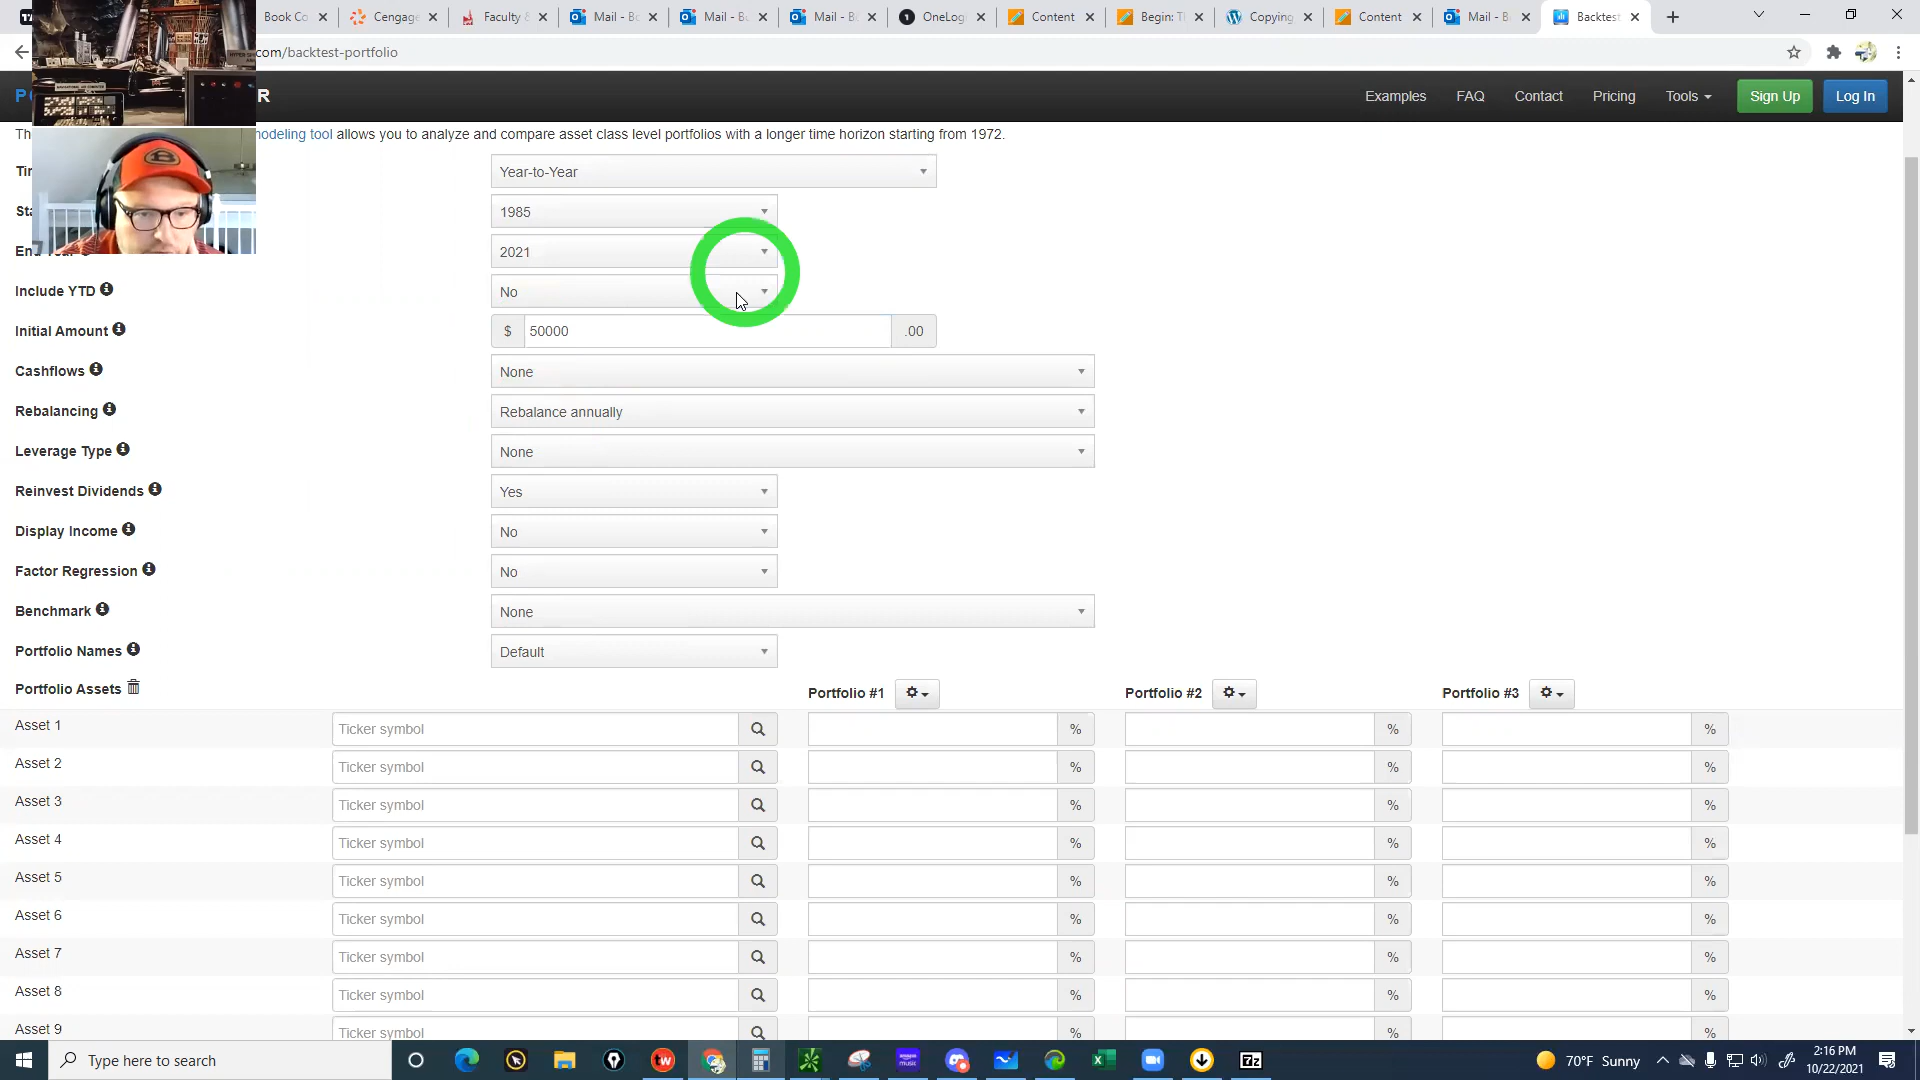 Book Co
Cengage
Faculty &
Mail - Bo
Mail - Bu
Mail - Bo
OneLog
Content
Begin: T
Copying
Content
Mail - B
Backtest
com/backtest-portfolio
R
Examples
FAQ
Contact
Pricing
Tools
Sign Up
Log In
modeling tool allows you to analyze and compare asset class level portfolios with a longer time horizon starting from 1972.
Year-to-Year
1985
2021
Include YTD
No
Initial Amount
$ 50000 .00
Cashflows
None
Rebalancing
Rebalance annually
Leverage Type
None
Reinvest Dividends
Yes
Display Income
No
Factor Regression
No
Benchmark
None
Portfolio Names
Default
Portfolio Assets
Portfolio #1
Portfolio #2
Portfolio #3
Asset 1 Ticker symbol % % %
Asset 2 Ticker symbol % % %
Asset 3 Ticker symbol % % %
Asset 4 Ticker symbol % % %
Asset 5 Ticker symbol % % %
Asset 6 Ticker symbol % % %
Asset 7 Ticker symbol % % %
Asset 8 Ticker symbol % % %
Asset 9 Ticker symbol % % %
Type here to search
70°F Sunny
2:16 PM
10/22/2021